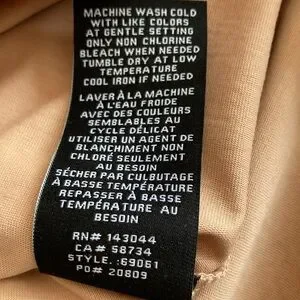 MACHINE WASH COLD
WITH LIKE COLORS
AT GENTLE SETTING
ONLY NON CHLORINE
BLEACH WHEN NEEDED
TUMBLE DRY AT LOW
TEMPERATURE
COOL IRON IF NEEDED
LAVER À LA MACHINE
À L'EAU FROIDE
AVEC DES COULEURS
SEMBLABLES AU
CYCLE DÉLICAT
UTILISER UN AGENT DE
BLANCHIMENT NON
CHLORÉ SEULEMENT
AU BESOIN
SÉCHER PAR CULBUTAGE
À BASSE TEMPÉRATURE
REPASSER À BASSE
TEMPÉRATURE AU
BESOIN
RN# 143044
CA# 58734
STYLE: 69061
PO# 20809